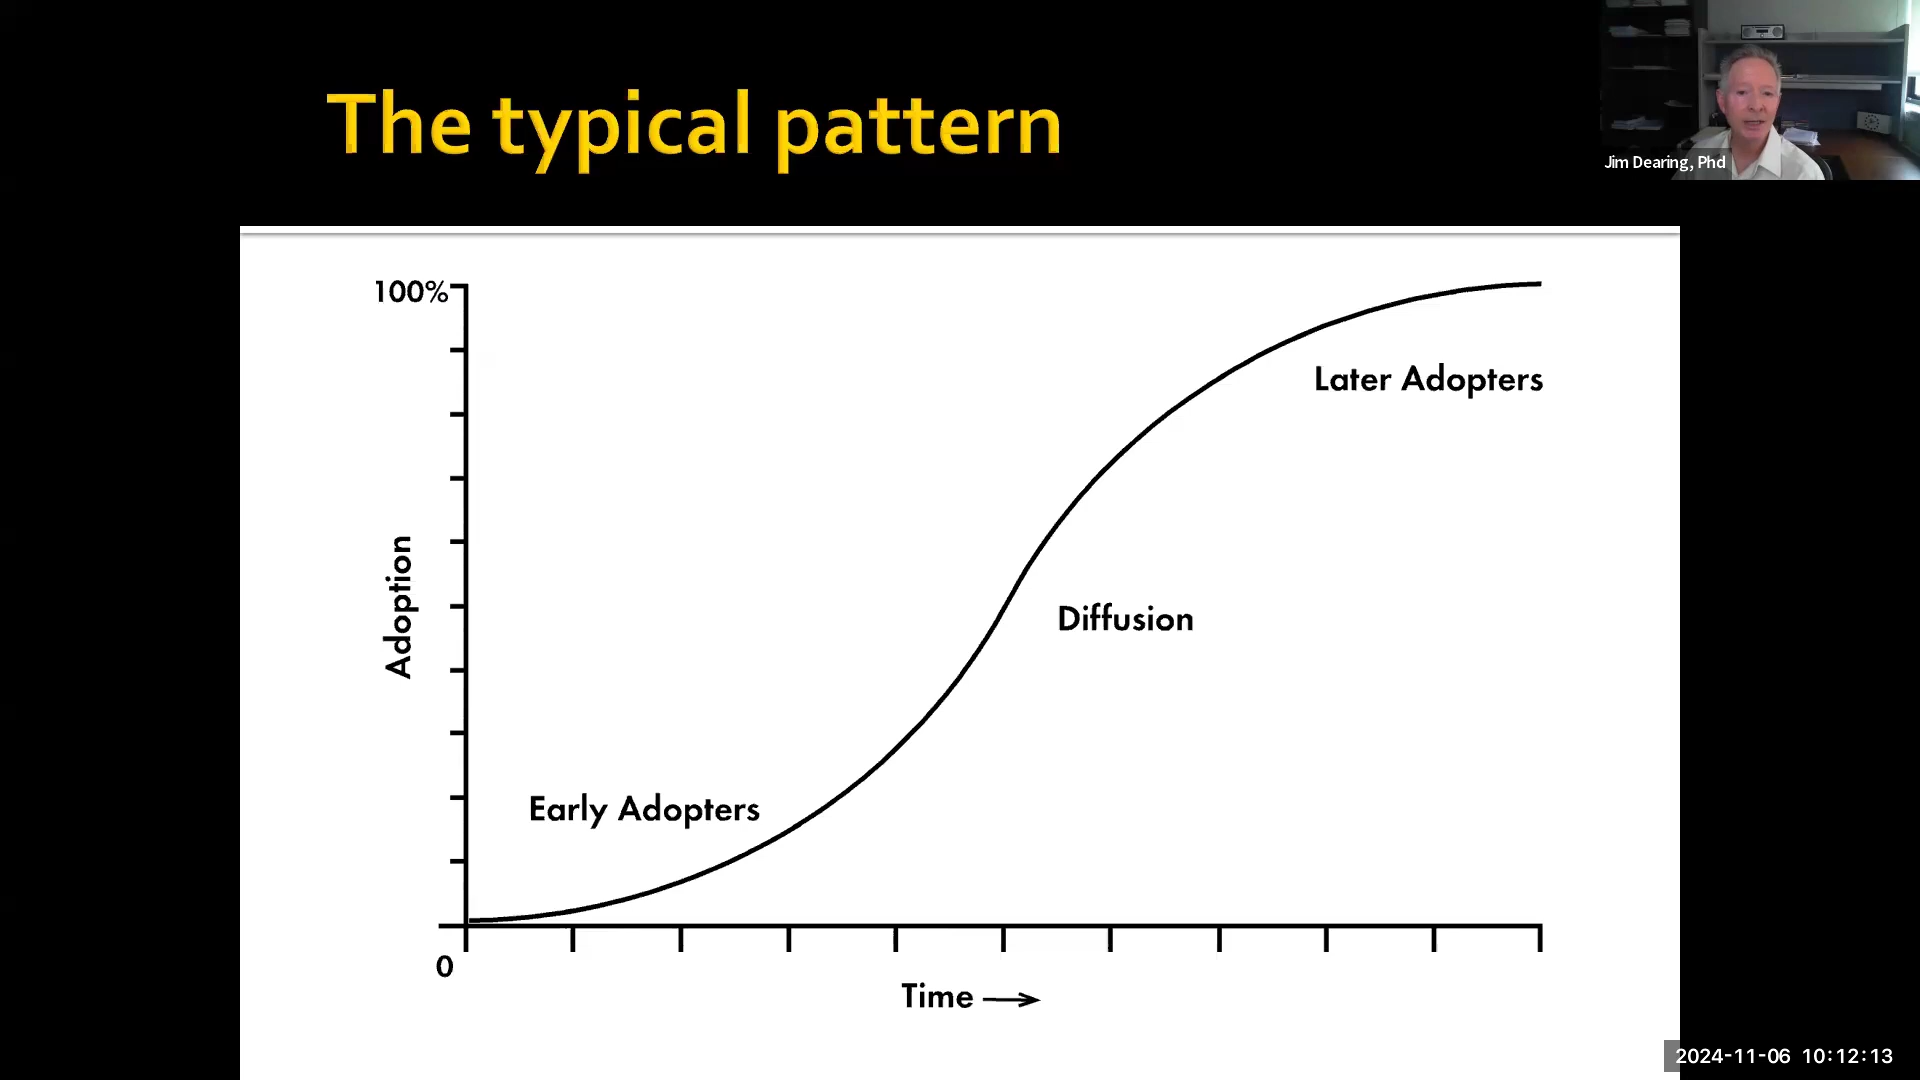 The typical pattern
Jim Dearing, Phd
100%
Later Adopters
Adoption
Diffusion
Early Adopters
0
Time
2024-11-06 10:12:13